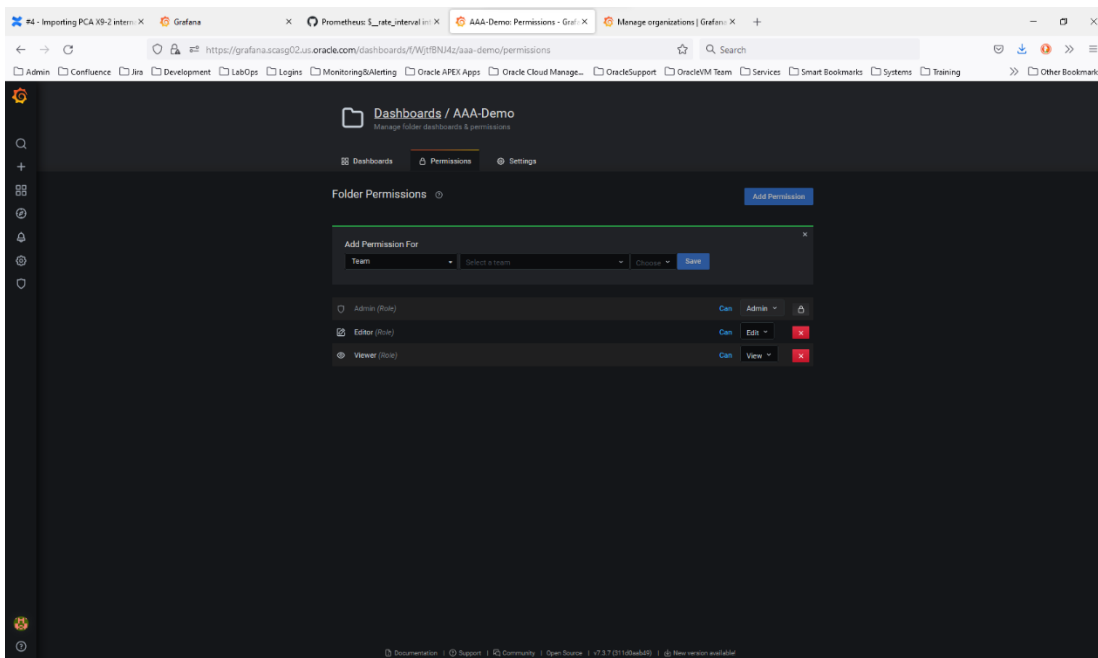 #4 - Importing PCA X9-2 intern
Grafana
Prometheus: $__rate_interval int
AAA-Demo: Permissions - Graf
Manage organizations | Grafana
https://grafana.scasg02.us.oracle.com/dashboards/f/WjtfBNJ4z/aaa-demo/permissions
Search
Admin Confluence Jira Development LabOps Logins Monitoring&Alerting Oracle APEX Apps Oracle Cloud Manage... OracleSupport OracleVM Team Services Smart Bookmarks Systems Training Other Bookmark
Dashboards / AAA-Demo
Manage folder dashboards & permissions
Dashboards Permissions Settings
Folder Permissions Add Permission
Add Permission For
Team Select a team Choose Save
Admin (Role) Can Admin
Editor (Role) Can Edit
Viewer (Role) Can View
Documentation | Support | Community | Open Source | v7.3.7 (311d0aab49) | New version available!